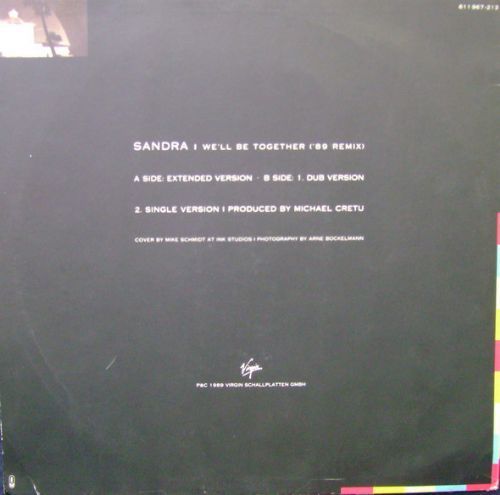 611 967-213
SANDRA I WE'LL BE TOGETHER ('89 REMIX)
A SIDE: EXTENDED VERSION · B SIDE: 1. DUB VERSION
2. SINGLE VERSION I PRODUCED BY MICHAEL CRETU
COVER BY MIKE SCHMIDT AT INK STUDIOS I PHOTOGRAPHY BY ARNE BOCKELMANN
Virgin
P&C 1989 VIRGIN SCHALLPLATTEN GMBH